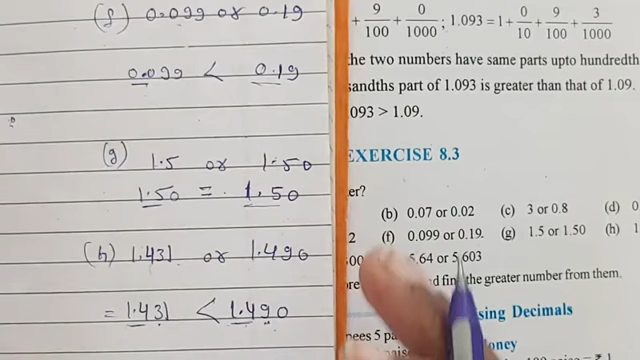 (f) 0.099 or 0.19
0.099 < 0.19
(g) 1.5 or 1.50
1.50 = 1.50
(h) 1.431 or 1.490
= 1.431 < 1.490
+ 9/100 + 0/1000 ; 1.093 = 1 + 0/10 + 9/100 + 3/1000
the two numbers have same parts upto hundredth
sandths part of 1.093 is greater than that of 1.09.
093 > 1.09.
EXERCISE 8.3
er?
(b) 0.07 or 0.02 (c) 3 or 0.8 (d) 0
2 (f) 0.099 or 0.19. (g) 1.5 or 1.50 (h) 1
5.64 or 5.603
find the greater number from them.
sing Decimals
oney